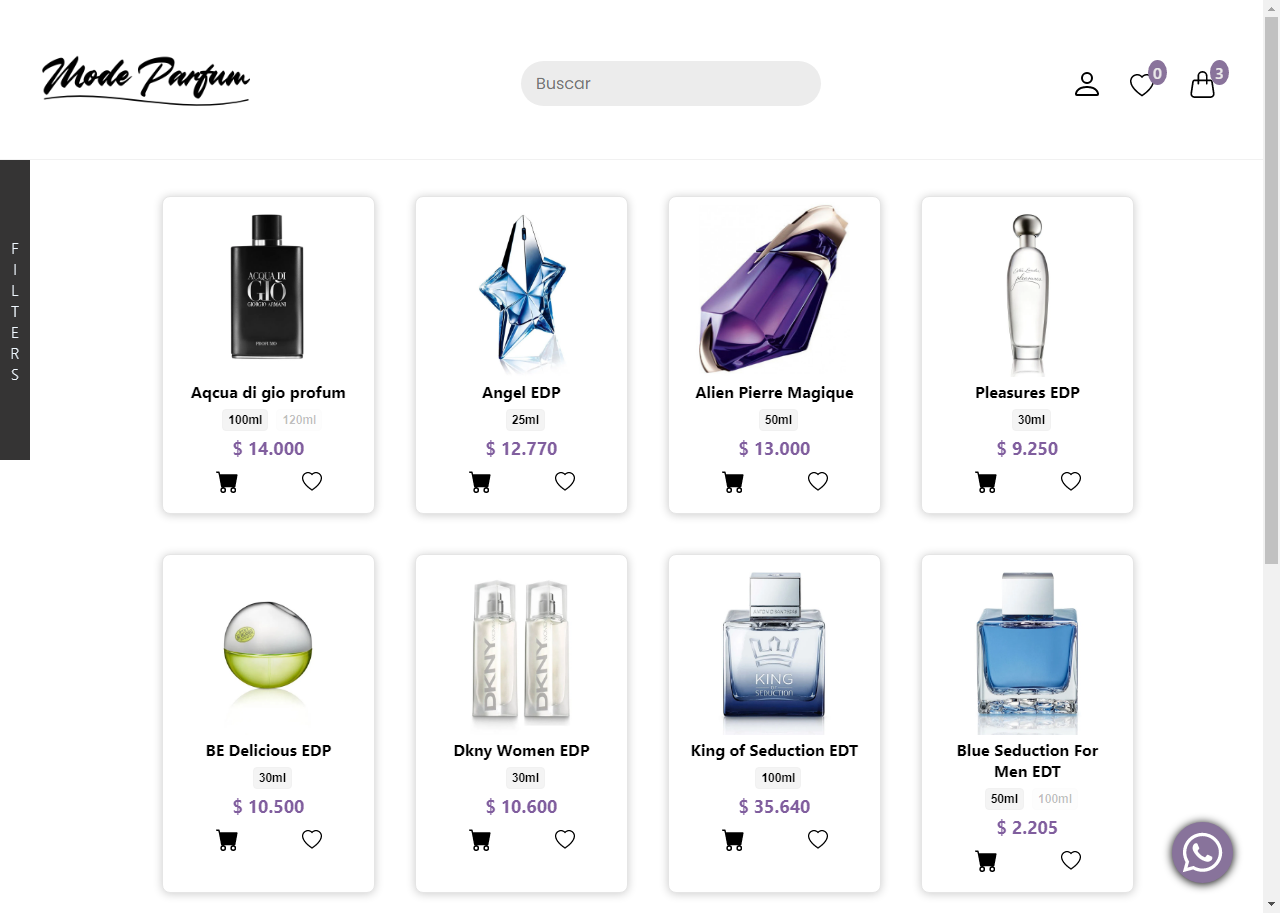 Mode Parfum
Buscar
0
3
FILTERS
ACQUA DI
GIÒ
GIORGIO ARMANI
PROFUMO
pleasures
Aqcua di gio profum
100ml 120ml
$ 14.000
Angel EDP
25ml
$ 12.770
Alien Pierre Magique
50ml
$ 13.000
Pleasures EDP
30ml
$ 9.250
DKNY
DKNY
KING
SEDUCTION
BE Delicious EDP
30ml
$ 10.500
Dkny Women EDP
30ml
$ 10.600
King of Seduction EDT
100ml
$ 35.640
Blue Seduction For
Men EDT
50ml 100ml
$ 2.205